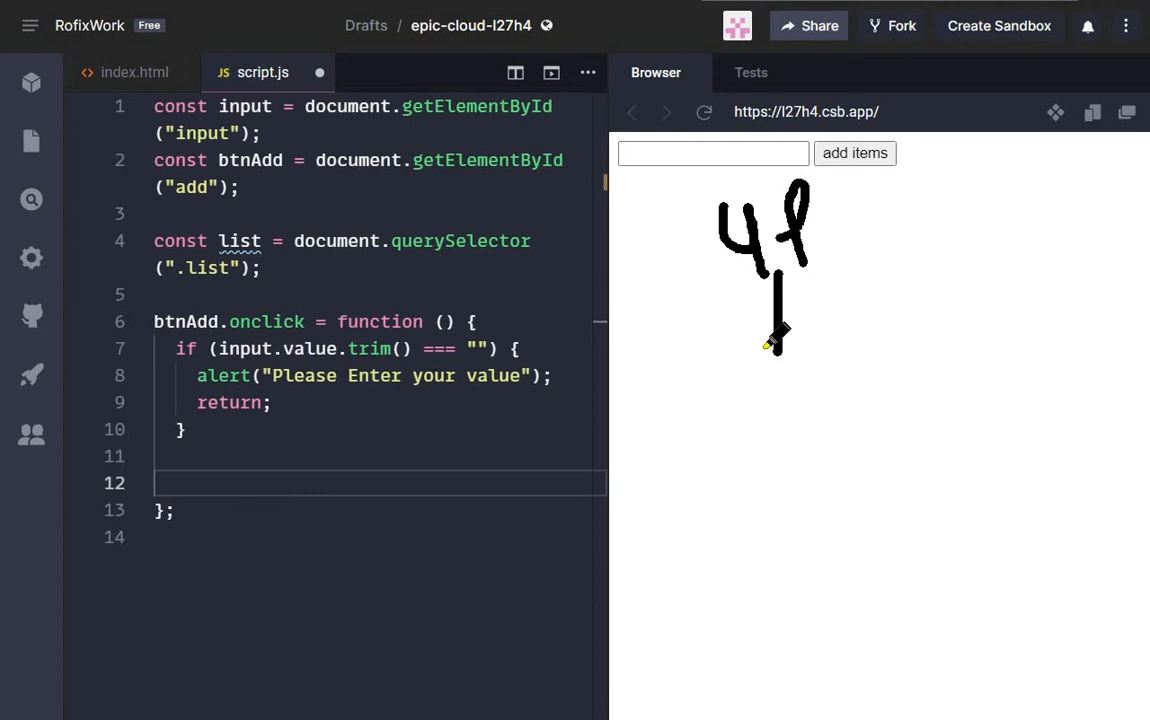 RofixWork Free
Drafts / epic-cloud-l27h4
Share
Fork
Create Sandbox
index.html
JS script.js
Browser
Tests
https://l27h4.csb.app/
add items
1 const input = document.getElementById
("input");
2 const btnAdd = document.getElementById
("add");
3
4 const list = document.querySelector
(".list");
5
6 btnAdd.onclick = function () {
7 if (input.value.trim() === "") {
8 alert("Please Enter your value");
9 return;
10 }
11
12
13 };
14